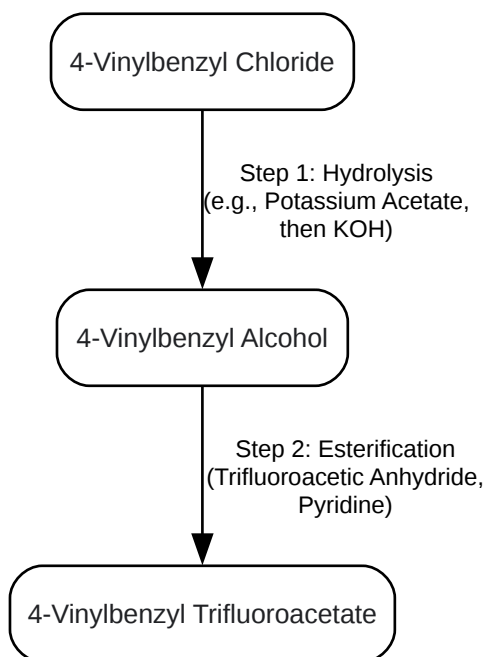 4-Vinylbenzyl Chloride
Step 1: Hydrolysis
(e.g., Potassium Acetate,
then KOH)
4-Vinylbenzyl Alcohol
Step 2: Esterification
(Trifluoroacetic Anhydride,
Pyridine)
4-Vinylbenzyl Trifluoroacetate